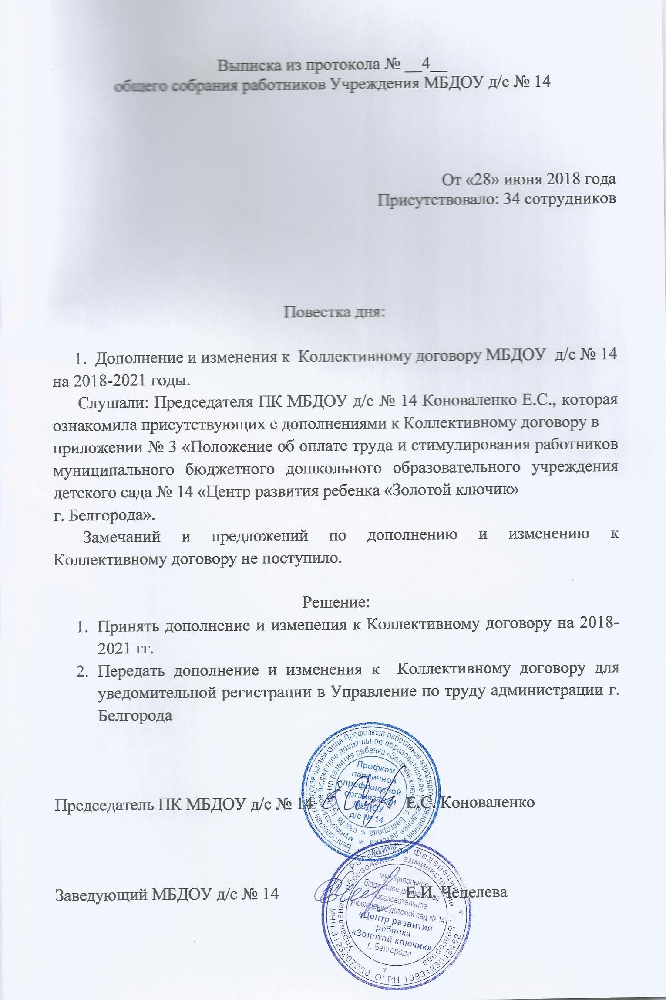 Выписка из протокола № __4__
общего собрания работников Учреждения МБДОУ д/с № 14
От «28» июня 2018 года
Присутствовало: 34 сотрудников
Повестка дня:
1. Дополнение и изменения к Коллективному договору МБДОУ д/с № 14
на 2018-2021 годы.
Слушали: Председателя ПК МБДОУ д/с № 14 Коноваленко Е.С., которая
ознакомила присутствующих с дополнениями к Коллективному договору в
приложении № 3 «Положение об оплате труда и стимулирования работников
муниципального бюджетного дошкольного образовательного учреждения
детского сада № 14 «Центр развития ребенка «Золотой ключик»
г. Белгорода».
Замечаний и предложений по дополнению и изменению к
Коллективному договору не поступило.
Решение:
1. Принять дополнение и изменения к Коллективному договору на 2018-
2021 гг.
2. Передать дополнение и изменения к Коллективному договору для
уведомительной регистрации в Управление по труду администрации г.
Белгорода
Белгородская городская организация Профсоюза работников народного образования и науки РФ *
муниципальное бюджетное дошкольное образовательное учреждение детский *
сад № 14 «Центр развития ребенка «Золотой ключик» г. Белгорода *
Профком
первичной
профсоюзной
организации
МБДОУ
д/с № 14
Председатель ПК МБДОУ д/с № 14 Е.С. Коноваленко
Российская Федерация * г. Белгорода
управление образования администрации
муниципальное
бюджетное дошкольное
образовательное
учреждение детский сад № 14
«Центр развития
ребенка
«Золотой ключик»
г. Белгорода
* ИНН 3123207258 ОГРН 1093123018482 *
Заведующий МБДОУ д/с № 14 Е.И. Чепелева